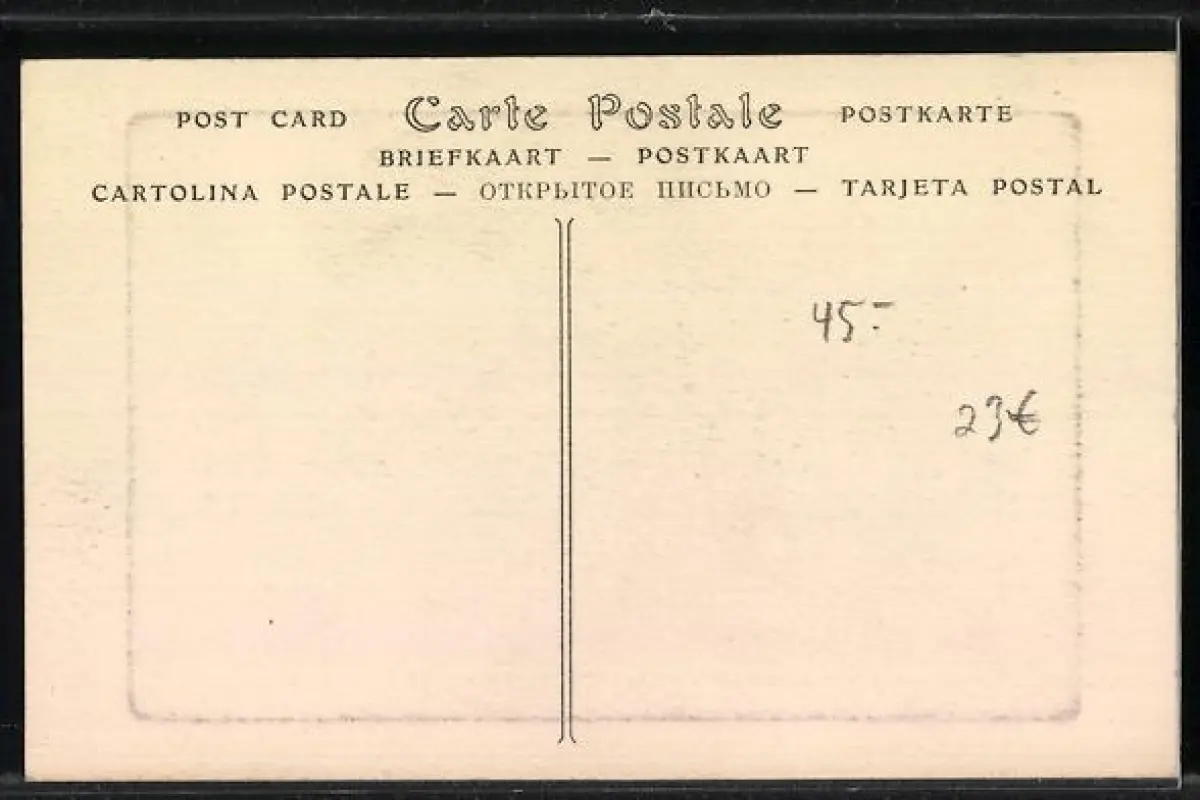 POST CARD Carte Postale POSTKARTE
BRIEFKAART — POSTKAART
CARTOLINA POSTALE — ОТКРЫТОЕ ПИСЬМО — TARJETA POSTAL
45.-
23€